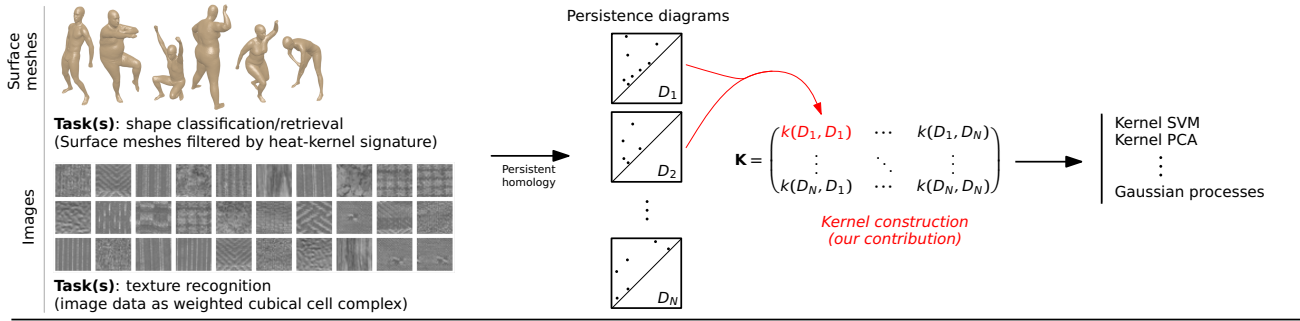 Surface
meshes
Task(s): shape classification/retrieval
(Surface meshes filtered by heat-kernel signature)
Images
Task(s): texture recognition
(image data as weighted cubical cell complex)
Persistent
homology
Persistence diagrams
D1
D2
⋮
DN
K = ( k(D1, D1) ⋯ k(D1, DN)
⋮ ⋱ ⋮
k(DN, D1) ⋯ k(DN, DN) )
Kernel construction
(our contribution)
Kernel SVM
Kernel PCA
⋮
Gaussian processes